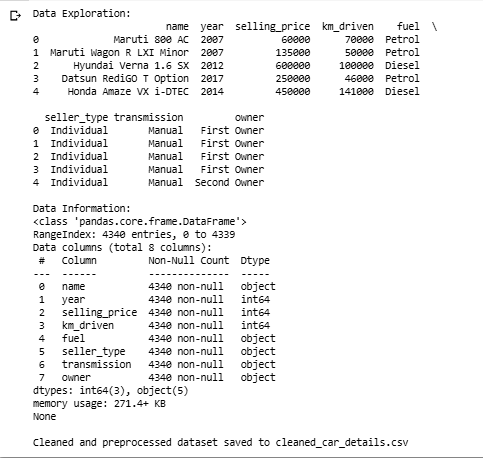 Data Exploration:
name year selling_price km_driven fuel \
0 Maruti 800 AC 2007 60000 70000 Petrol
1 Maruti Wagon R LXI Minor 2007 135000 50000 Petrol
2 Hyundai Verna 1.6 SX 2012 600000 100000 Diesel
3 Datsun RediGO T Option 2017 250000 46000 Petrol
4 Honda Amaze VX i-DTEC 2014 450000 141000 Diesel
seller_type transmission owner
0 Individual Manual First Owner
1 Individual Manual First Owner
2 Individual Manual First Owner
3 Individual Manual First Owner
4 Individual Manual Second Owner
Data Information:
<class 'pandas.core.frame.DataFrame'>
RangeIndex: 4340 entries, 0 to 4339
Data columns (total 8 columns):
# Column Non-Null Count Dtype
--- ------ -------------- -----
0 name 4340 non-null object
1 year 4340 non-null int64
2 selling_price 4340 non-null int64
3 km_driven 4340 non-null int64
4 fuel 4340 non-null object
5 seller_type 4340 non-null object
6 transmission 4340 non-null object
7 owner 4340 non-null object
dtypes: int64(3), object(5)
memory usage: 271.4+ KB
None
Cleaned and preprocessed dataset saved to cleaned_car_details.csv